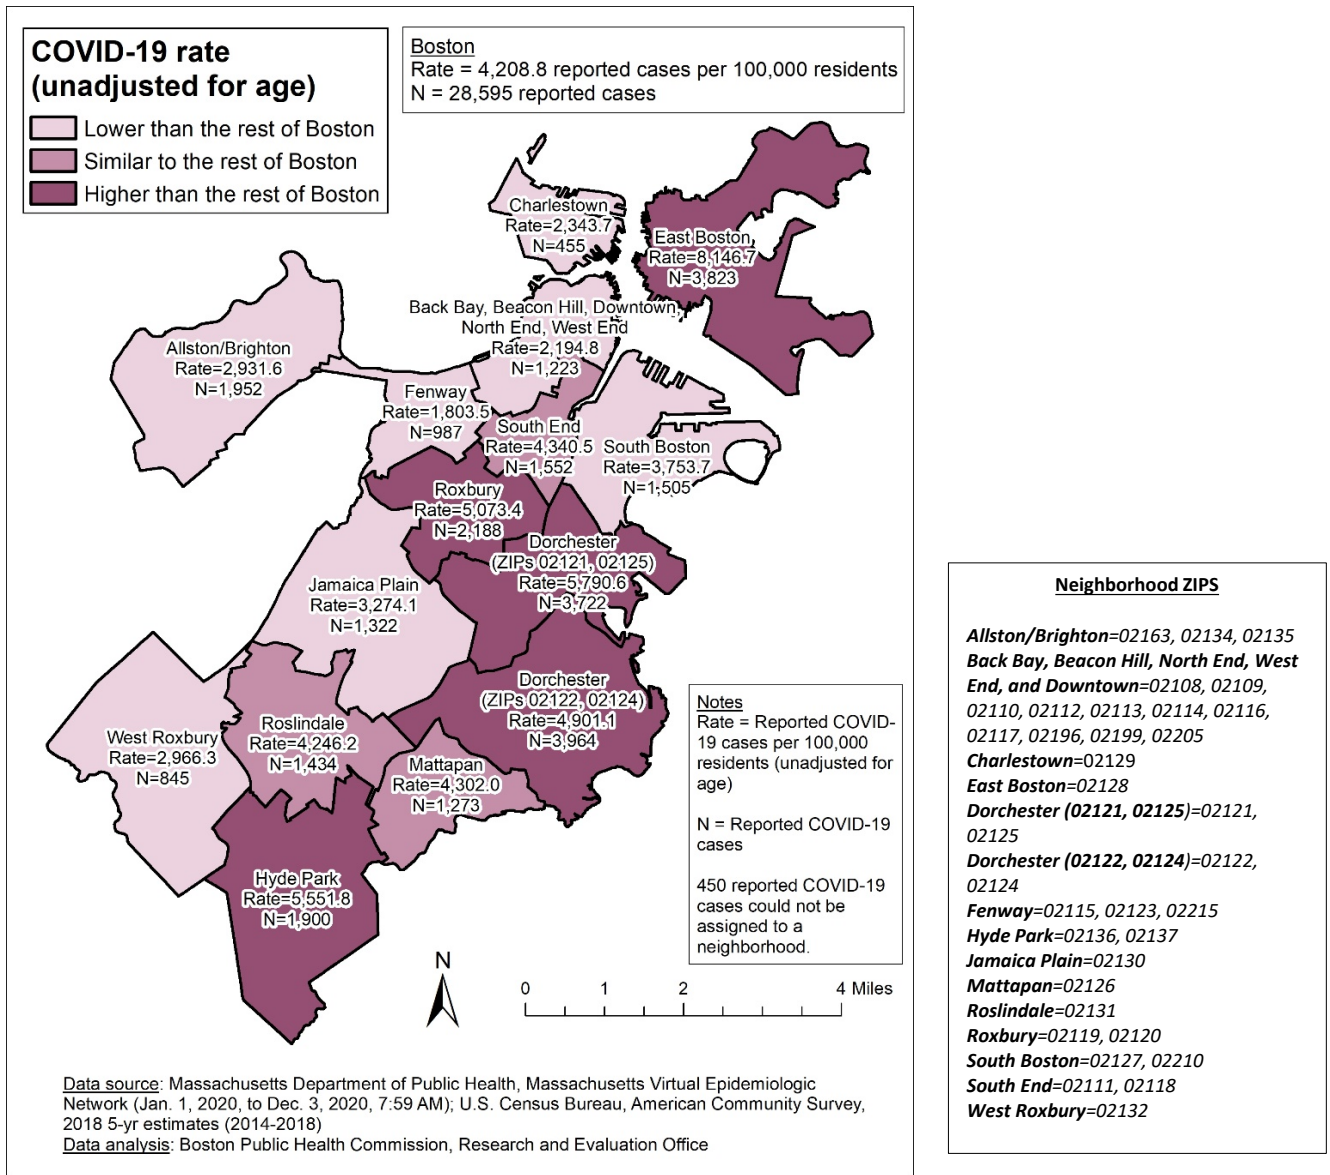 COVID-19 rate
(unadjusted for age)
Lower than the rest of Boston
Similar to the rest of Boston
Higher than the rest of Boston
Boston
Rate = 4,208.8 reported cases per 100,000 residents
N = 28,595 reported cases
Charlestown
Rate=2,343.7
N=455
East Boston
Rate=8,146.7
N=3,823
Back Bay, Beacon Hill, Downtown,
North End, West End
Rate=2,194.8
N=1,223
Allston/Brighton
Rate=2,931.6
N=1,952
Fenway
Rate=1,803.5
N=987
South End
Rate=4,340.5
N=1,552
South Boston
Rate=3,753.7
N=1,505
Roxbury
Rate=5,073.4
N=2,188
Dorchester
(ZIPs 02121, 02125)
Rate=5,790.6
N=3,722
Jamaica Plain
Rate=3,274.1
N=1,322
Dorchester
(ZIPs 02122, 02124)
Rate=4,901.1
N=3,964
West Roxbury
Rate=2,966.3
N=845
Roslindale
Rate=4,246.2
N=1,434
Mattapan
Rate=4,302.0
N=1,273
Hyde Park
Rate=5,551.8
N=1,900
Notes
Rate = Reported COVID-
19 cases per 100,000
residents (unadjusted for
age)
N = Reported COVID-19
cases
450 reported COVID-19
cases could not be
assigned to a
neighborhood.
N
0 1 2 4 Miles
Data source: Massachusetts Department of Public Health, Massachusetts Virtual Epidemiologic
Network (Jan. 1, 2020, to Dec. 3, 2020, 7:59 AM); U.S. Census Bureau, American Community Survey,
2018 5-yr estimates (2014-2018)
Data analysis: Boston Public Health Commission, Research and Evaluation Office
Neighborhood ZIPS
Allston/Brighton=02163, 02134, 02135
Back Bay, Beacon Hill, North End, West
End, and Downtown=02108, 02109,
02110, 02112, 02113, 02114, 02116,
02117, 02196, 02199, 02205
Charlestown=02129
East Boston=02128
Dorchester (02121, 02125)=02121,
02125
Dorchester (02122, 02124)=02122,
02124
Fenway=02115, 02123, 02215
Hyde Park=02136, 02137
Jamaica Plain=02130
Mattapan=02126
Roslindale=02131
Roxbury=02119, 02120
South Boston=02127, 02210
South End=02111, 02118
West Roxbury=02132